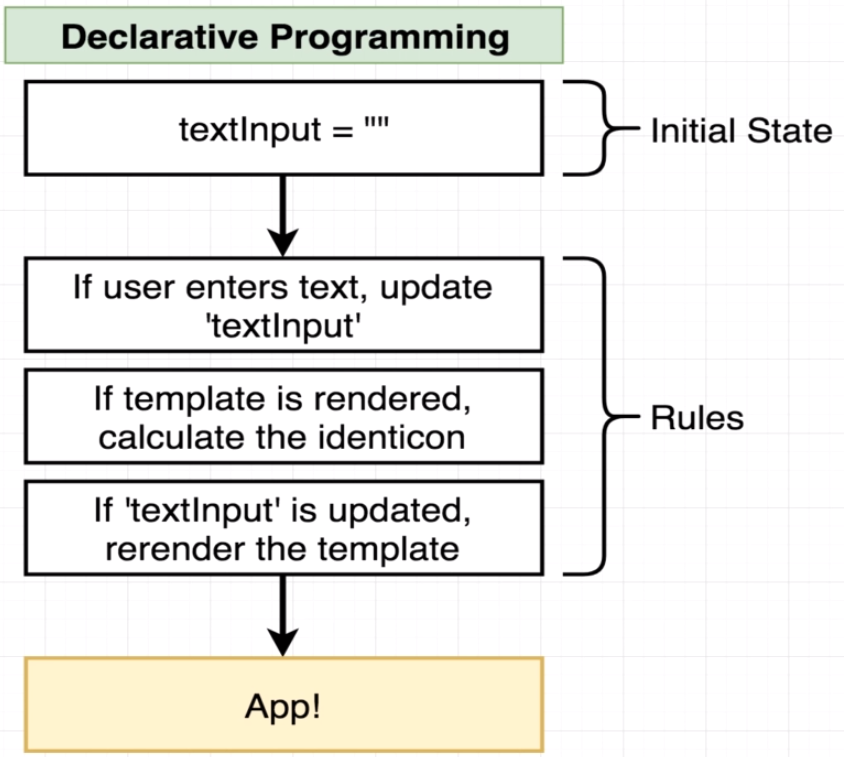 Declarative Programming
textInput = ""
Initial State
If user enters text, update
'textInput'
If template is rendered,
calculate the identicon
Rules
If 'textInput' is updated,
rerender the template
App!